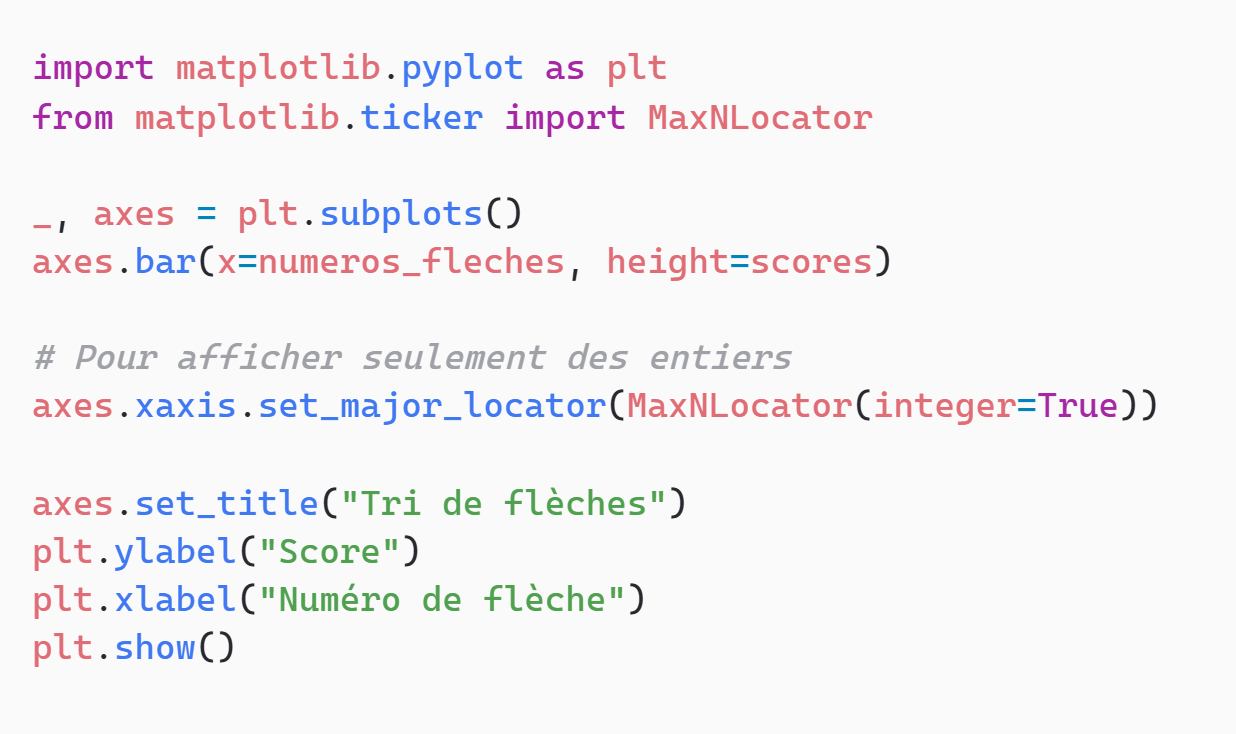 import matplotlib.pyplot as plt
from matplotlib.ticker import MaxNLocator
_, axes = plt.subplots()
axes.bar(x=numeros_fleches, height=scores)
# Pour afficher seulement des entiers
axes.xaxis.set_major_locator(MaxNLocator(integer=True))
axes.set_title("Tri de flèches")
plt.ylabel("Score")
plt.xlabel("Numéro de flèche")
plt.show()